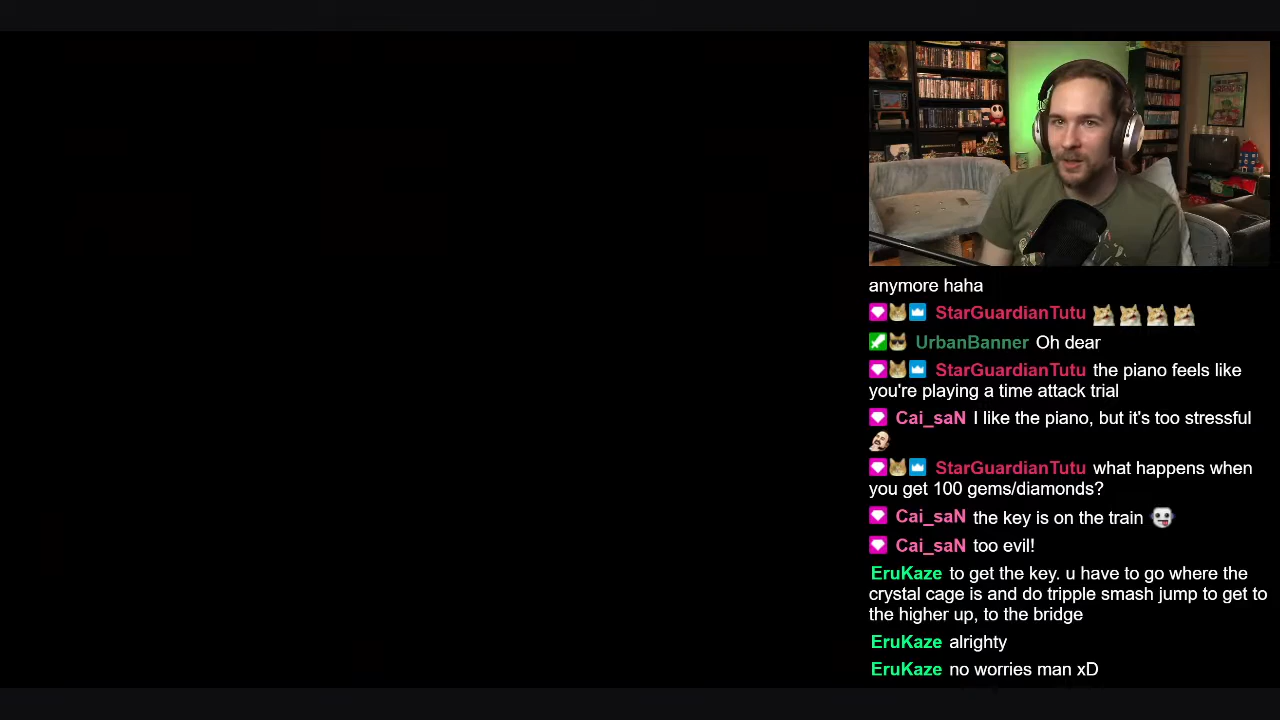 anymore haha
StarGuardianTutu
UrbanBanner Oh dear
StarGuardianTutu the piano feels like
you're playing a time attack trial
Cai_saN I like the piano, but it's too stressful
StarGuardianTutu what happens when
you get 100 gems/diamonds?
Cai_saN the key is on the train
Cai_saN too evil!
EruKaze to get the key. u have to go where the
crystal cage is and do tripple smash jump to get to
the higher up, to the bridge
EruKaze alrighty
EruKaze no worries man xD